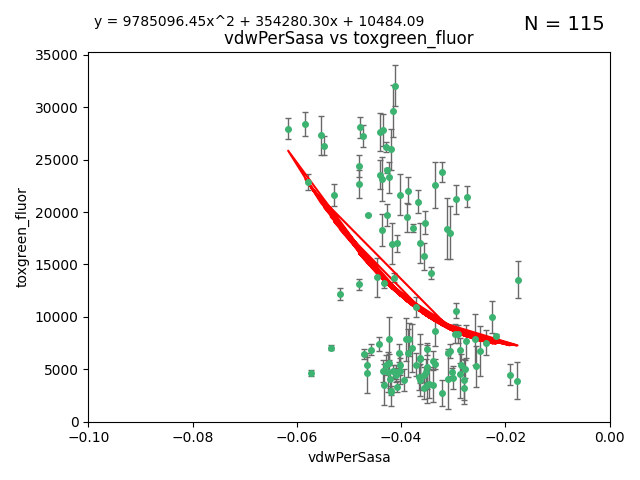 y = 9785096.45x^2 + 354280.30x + 10484.09
N = 115
vdwPerSasa vs toxgreen_fluor
35000
30000
25000
20000
15000
10000
5000
0
toxgreen_fluor
−0.10 −0.08 −0.06 −0.04 −0.02 0.00
vdwPerSasa